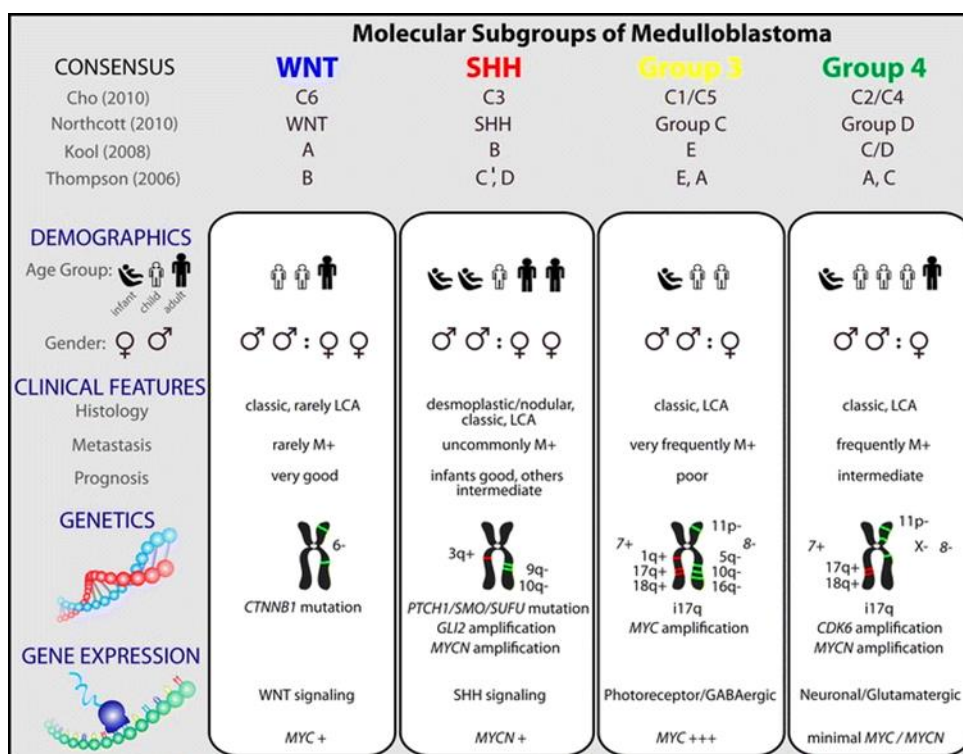 Molecular Subgroups of Medulloblastoma
CONSENSUS WNT SHH Group 3 Group 4
Cho (2010) C6 C3 C1/C5 C2/C4
Northcott (2010) WNT SHH Group C Group D
Kool (2008) A B E C/D
Thompson (2006) B C', D E, A A, C
DEMOGRAPHICS
Age Group:
infant child adult
Gender: ♀ ♂ ♂♂:♀♀ ♂♂:♀♀ ♂♂:♀ ♂♂:♀
CLINICAL FEATURES
Histology classic, rarely LCA desmoplastic/nodular, classic, LCA classic, LCA
classic, LCA
Metastasis rarely M+ uncommonly M+ very frequently M+ frequently M+
Prognosis very good infants good, others poor intermediate
intermediate
GENETICS
6- 3q+ 9q- 10q- 7+ 1q+ 17q+ 18q+ 11p- 8- 5q- 10q- 16q- 7+ 17q+ 18q+ 11p- X- 8-
CTNNB1 mutation PTCH1/SMO/SUFU mutation i17q i17q
GLI2 amplification MYC amplification CDK6 amplification
MYCN amplification MYCN amplification
GENE EXPRESSION
WNT signaling SHH signaling Photoreceptor/GABAergic Neuronal/Glutamatergic
MYC + MYCN + MYC +++ minimal MYC / MYCN